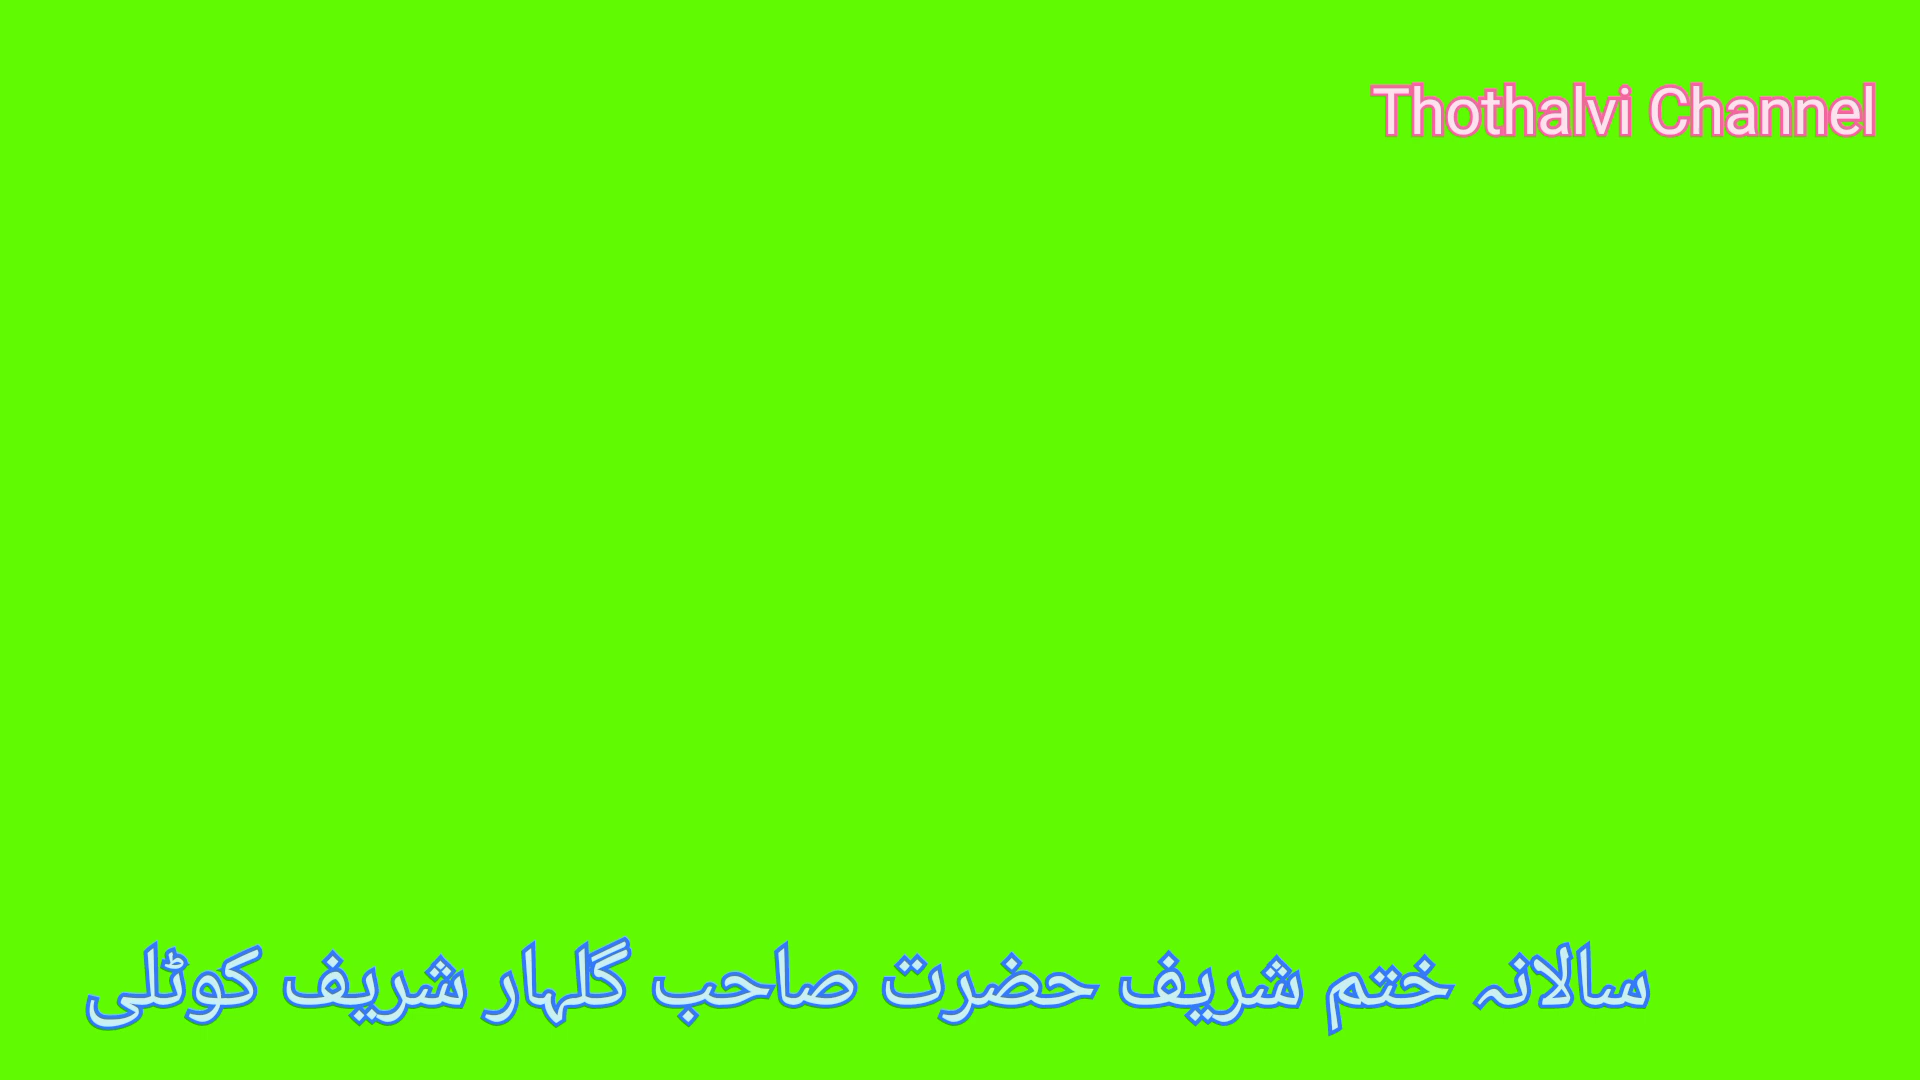 Thothalvi Channel
سالانہ ختم شریف حضرت صاحب گلہار شریف کوٹلی